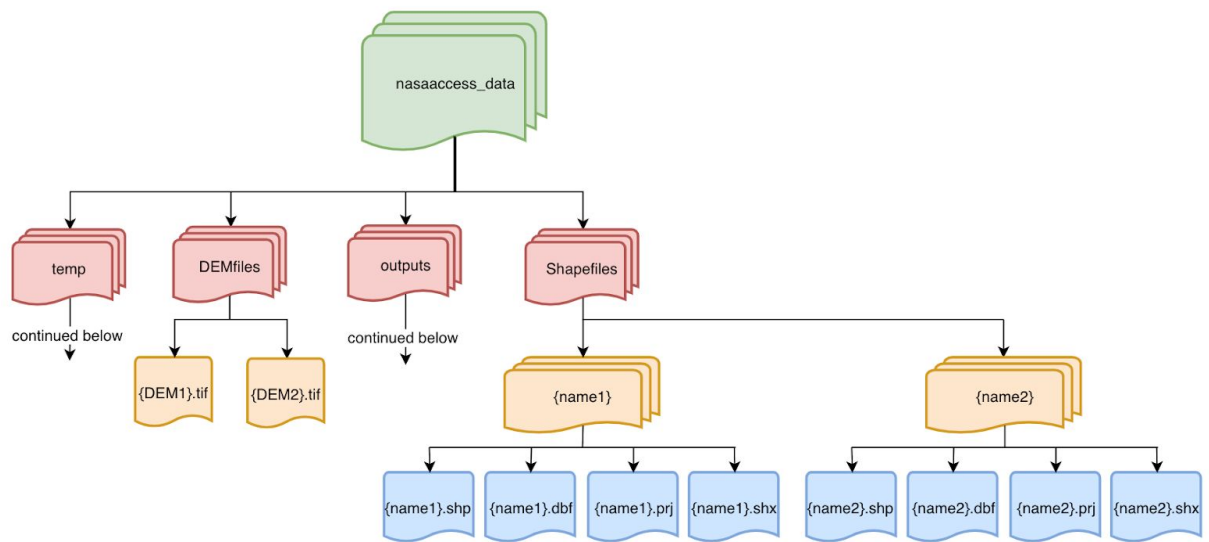 nasaaccess_data
temp
DEMfiles
outputs
Shapefiles
continued below
continued below
{DEM1}.tif
{DEM2}.tif
{name1}
{name2}
{name1}.shp
{name1}.dbf
{name1}.prj
{name1}.shx
{name2}.shp
{name2}.dbf
{name2}.prj
{name2}.shx